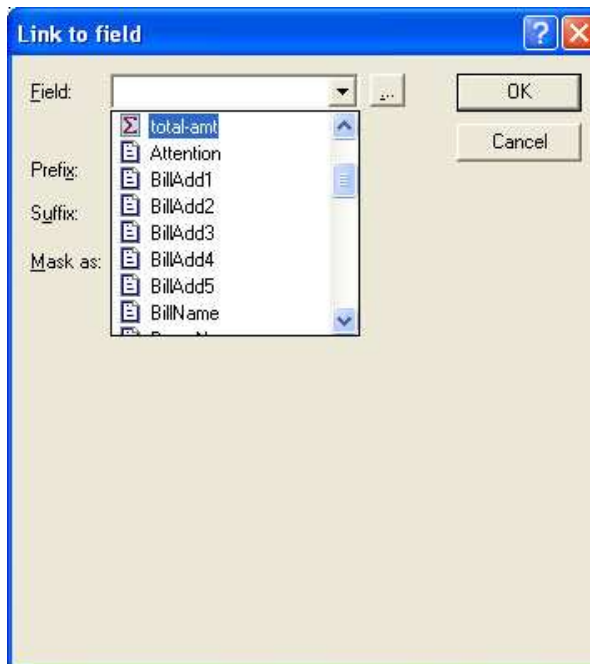 Link to field
Field:
...
OK
Cancel
total-amt
Attention
BillAdd1
BillAdd2
BillAdd3
BillAdd4
BillAdd5
BillName
Prefix:
Suffix:
Mask as: